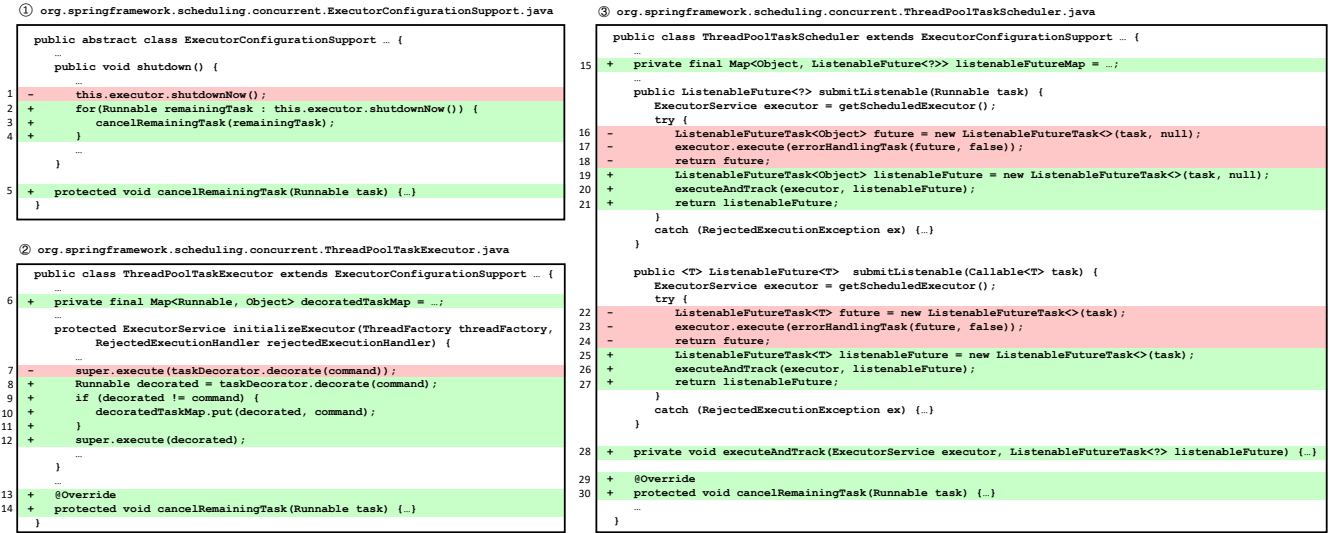 ① org.springframework.scheduling.concurrent.ExecutorConfigurationSupport.java
public abstract class ExecutorConfigurationSupport … {
…
public void shutdown() {
…
1 - this.executor.shutdownNow();
2 + for(Runnable remainingTask : this.executor.shutdownNow()) {
3 + cancelRemainingTask(remainingTask);
4 + }
…
}
5 + protected void cancelRemainingTask(Runnable task) {…}
}
② org.springframework.scheduling.concurrent.ThreadPoolTaskExecutor.java
public class ThreadPoolTaskExecutor extends ExecutorConfigurationSupport … {
…
6 + private final Map<Runnable, Object> decoratedTaskMap = …;
…
protected ExecutorService initializeExecutor(ThreadFactory threadFactory,
RejectedExecutionHandler rejectedExecutionHandler) {
…
7 - super.execute(taskDecorator.decorate(command));
8 + Runnable decorated = taskDecorator.decorate(command);
9 + if (decorated != command) {
10 + decoratedTaskMap.put(decorated, command);
11 + }
12 + super.execute(decorated);
…
}
…
13 + @Override
14 + protected void cancelRemainingTask(Runnable task) {…}
}
③ org.springframework.scheduling.concurrent.ThreadPoolTaskScheduler.java
public class ThreadPoolTaskScheduler extends ExecutorConfigurationSupport … {
…
15 + private final Map<Object, ListenableFuture<?>> listenableFutureMap = …;
…
public ListenableFuture<?> submitListenable(Runnable task) {
ExecutorService executor = getScheduledExecutor();
try {
16 - ListenableFutureTask<Object> future = new ListenableFutureTask<>(task, null);
17 - executor.execute(errorHandlingTask(future, false));
18 - return future;
19 + ListenableFutureTask<Object> listenableFuture = new ListenableFutureTask<>(task, null);
20 + executeAndTrack(executor, listenableFuture);
21 + return listenableFuture;
}
catch (RejectedExecutionException ex) {…}
}
public <T> ListenableFuture<T> submitListenable(Callable<T> task) {
ExecutorService executor = getScheduledExecutor();
try {
22 - ListenableFutureTask<T> future = new ListenableFutureTask<>(task);
23 - executor.execute(errorHandlingTask(future, false));
24 - return future;
25 + ListenableFutureTask<T> listenableFuture = new ListenableFutureTask<>(task);
26 + executeAndTrack(executor, listenableFuture);
27 + return listenableFuture;
}
catch (RejectedExecutionException ex) {…}
}
28 + private void executeAndTrack(ExecutorService executor, ListenableFutureTask<?> listenableFuture) {…}
29 + @Override
30 + protected void cancelRemainingTask(Runnable task) {…}
…
}